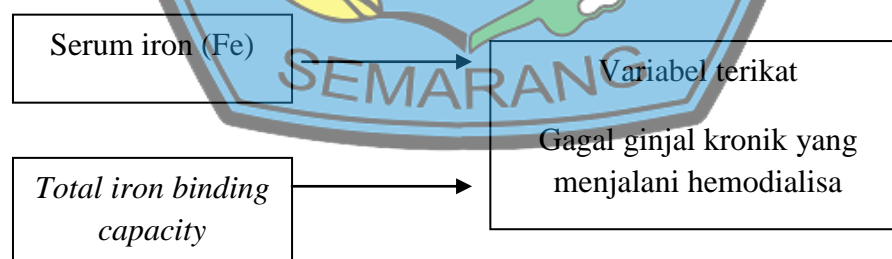 Serum iron (Fe)
SEMARANG
Variabel terikat
Gagal ginjal kronik yang
menjalani hemodialisa
Total iron binding
capacity